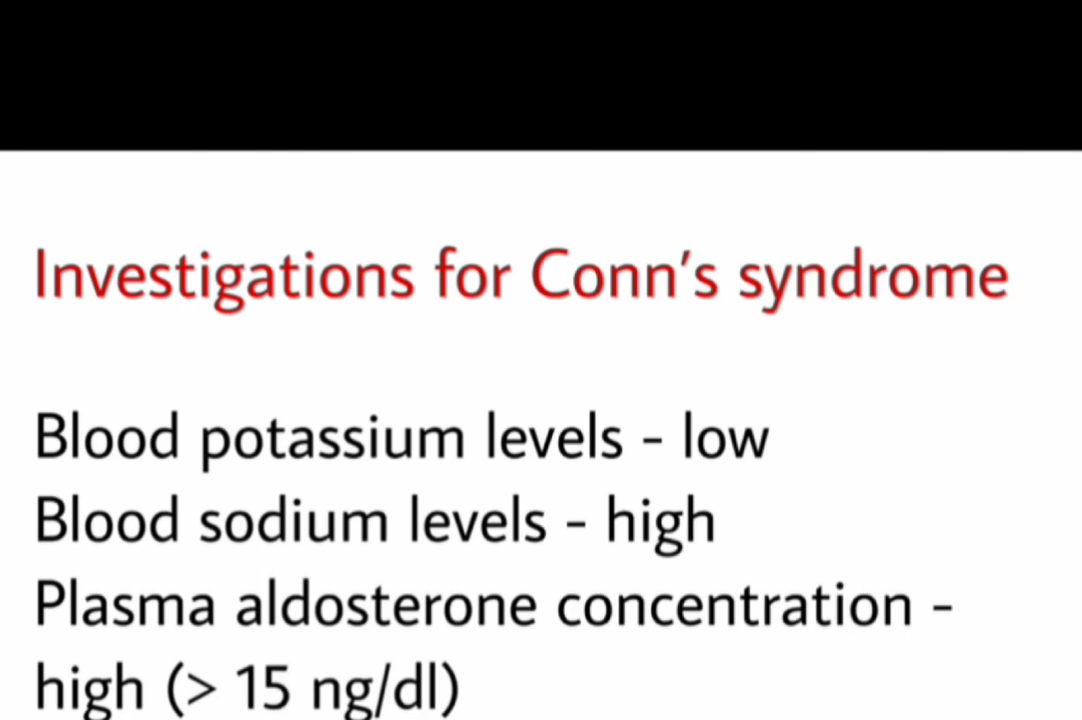 Investigations for Conn's syndrome
Blood potassium levels - low
Blood sodium levels - high
Plasma aldosterone concentration -
high (> 15 ng/dl)